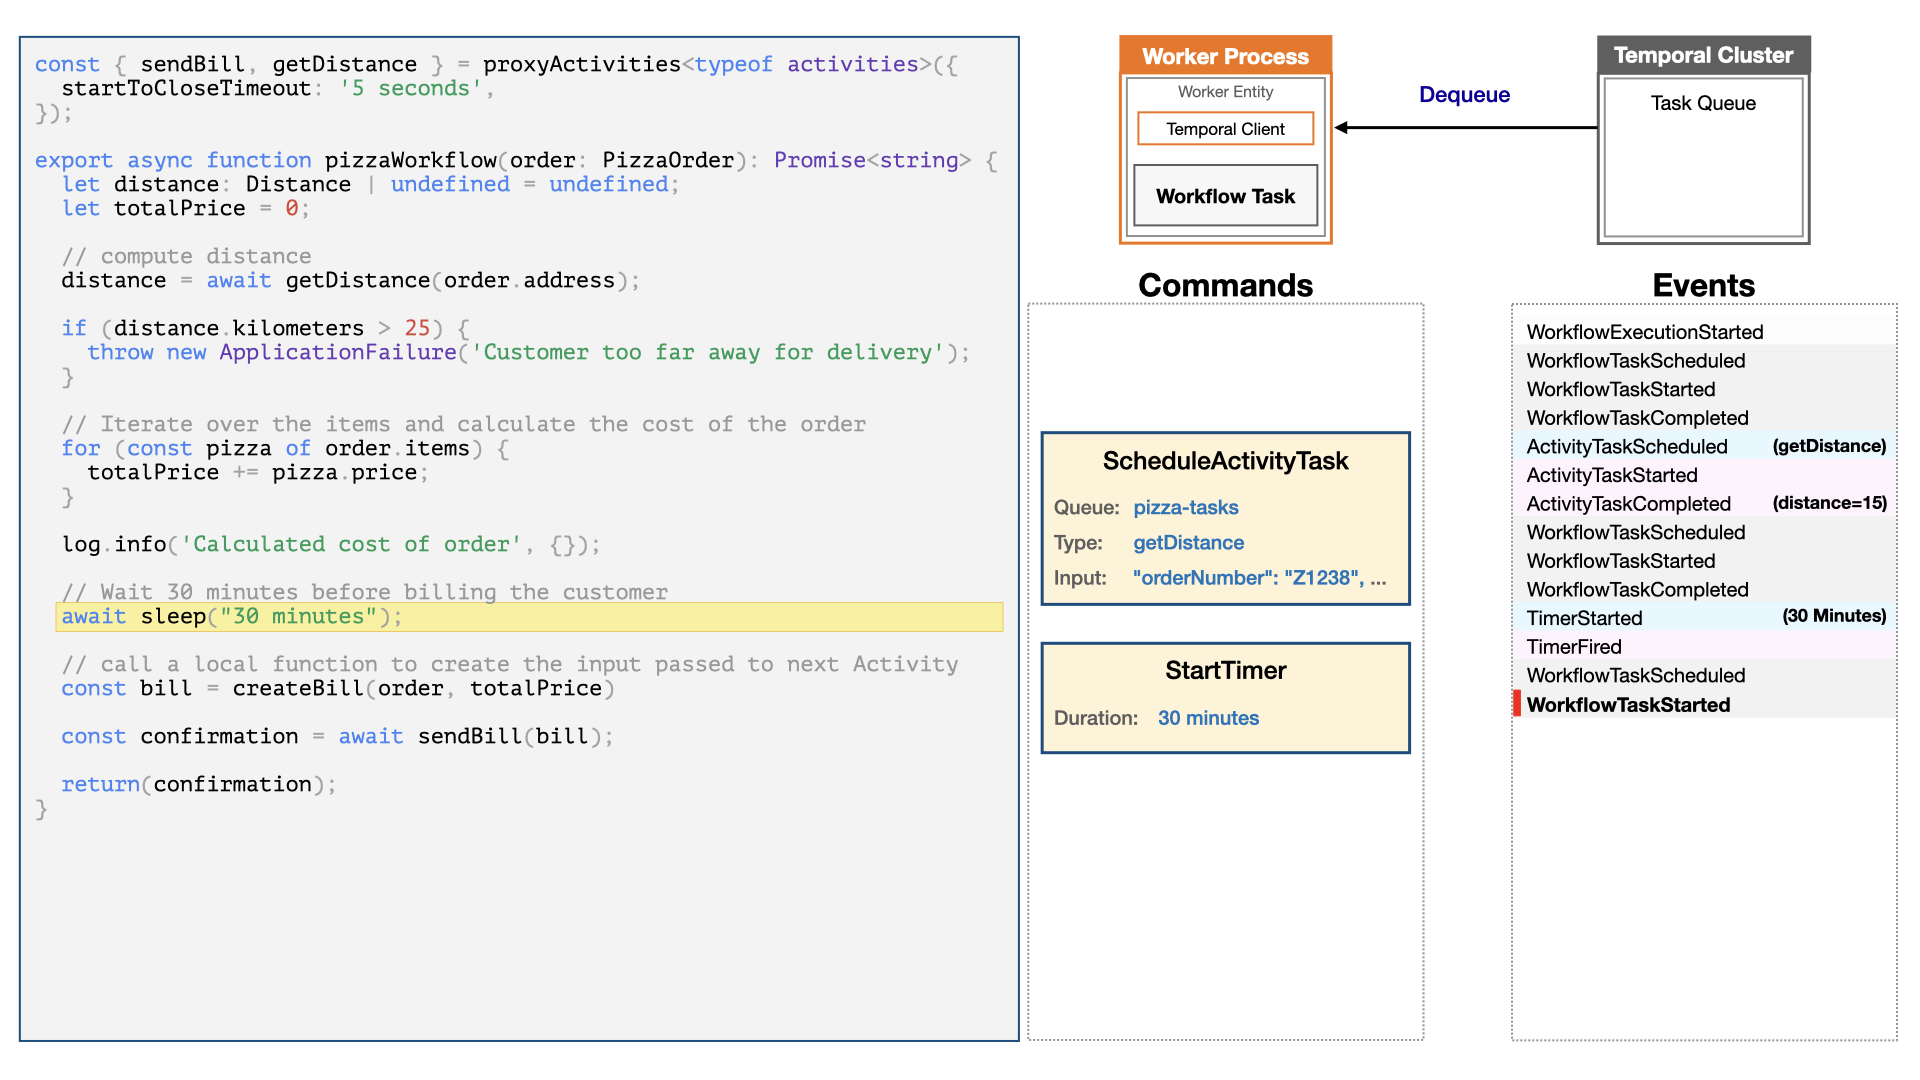 const { sendBill, getDistance } = proxyActivities<typeof activities>({
  startToCloseTimeout: '5 seconds',
});

export async function pizzaWorkflow(order: PizzaOrder): Promise<string> {
  let distance: Distance | undefined = undefined;
  let totalPrice = 0;

  // compute distance
  distance = await getDistance(order.address);

  if (distance.kilometers > 25) {
    throw new ApplicationFailure('Customer too far away for delivery');
  }

  // Iterate over the items and calculate the cost of the order
  for (const pizza of order.items) {
    totalPrice += pizza.price;
  }

  log.info('Calculated cost of order', {});

  // Wait 30 minutes before billing the customer
  await sleep("30 minutes");

  // call a local function to create the input passed to next Activity
  const bill = createBill(order, totalPrice)

  const confirmation = await sendBill(bill);

  return(confirmation);
}
Worker Process
Worker Entity
Temporal Client
Workflow Task
Dequeue
Temporal Cluster
Task Queue
Commands
ScheduleActivityTask
Queue: pizza-tasks
Type: getDistance
Input: "orderNumber": "Z1238", ...
StartTimer
Duration: 30 minutes
Events
WorkflowExecutionStarted
WorkflowTaskScheduled
WorkflowTaskStarted
WorkflowTaskCompleted
ActivityTaskScheduled (getDistance)
ActivityTaskStarted
ActivityTaskCompleted (distance=15)
WorkflowTaskScheduled
WorkflowTaskStarted
WorkflowTaskCompleted
TimerStarted (30 Minutes)
TimerFired
WorkflowTaskScheduled
WorkflowTaskStarted